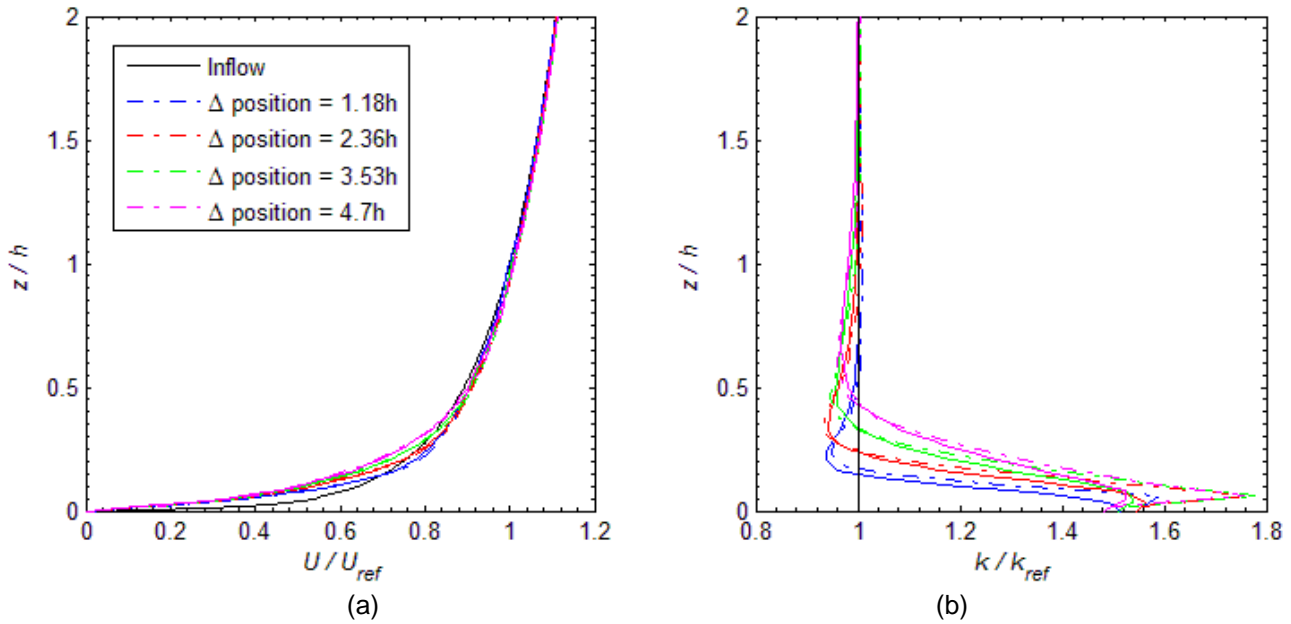 2
1.5
1
0.5
0
z / h
Inflow
Δ position = 1.18h
Δ position = 2.36h
Δ position = 3.53h
Δ position = 4.7h
0 0.2 0.4 0.6 0.8 1 1.2
U / U_ref
(a)
2
1.5
1
0.5
0
z / h
0.8 1 1.2 1.4 1.6 1.8
k / k_ref
(b)